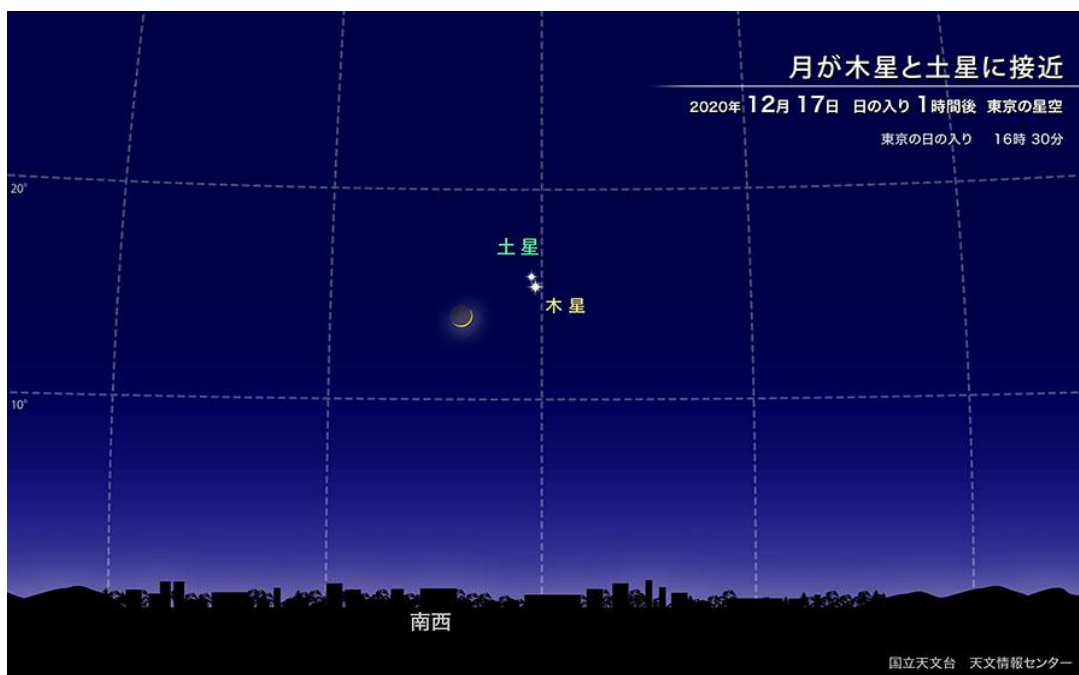 月が木星と土星に接近
2020年 12月 17日 日の入り 1時間後 東京の星空
東京の日の入り 16時 30分
20°
土星
木星
10°
南西
国立天文台 天文情報センター